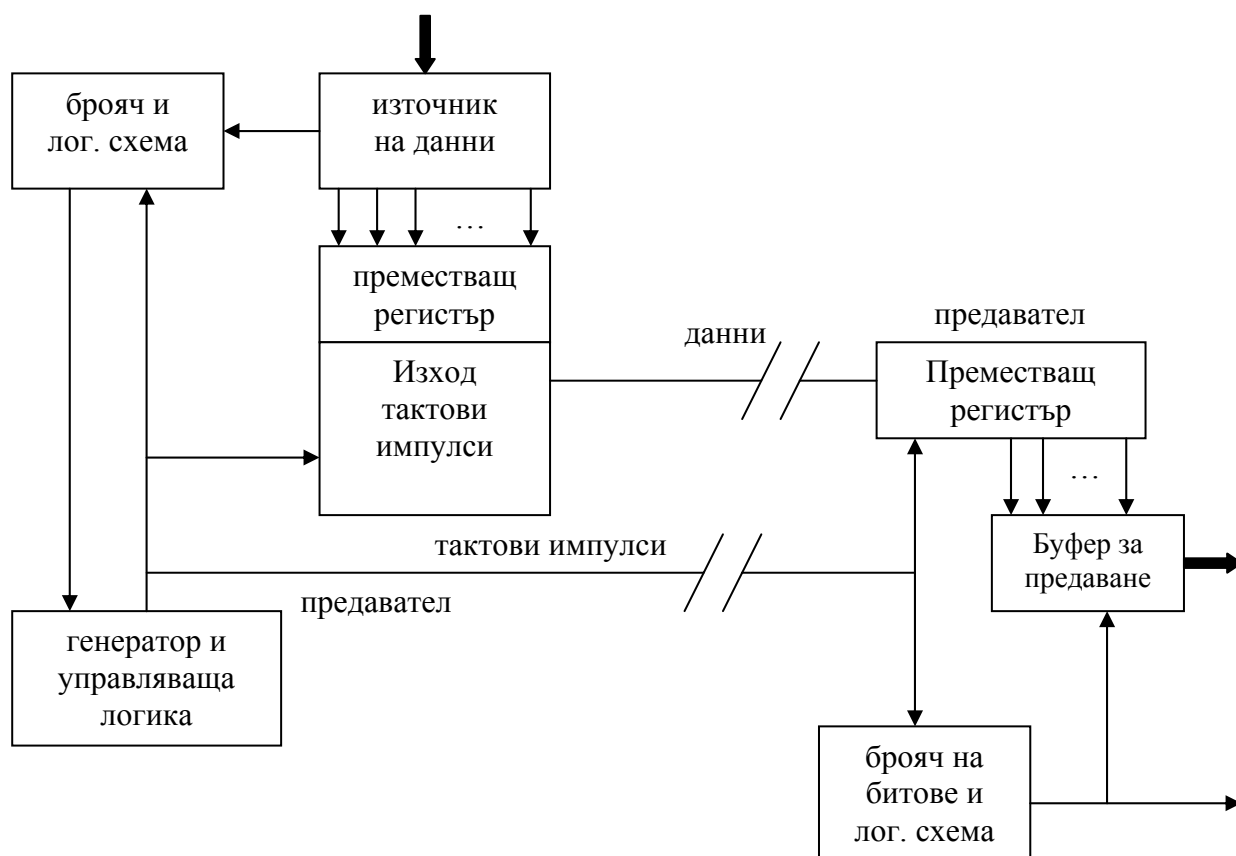 брояч и
лог. схема
източник
на данни
…
преместващ
регистър
Изход
тактови
импулси
данни
предавател
Преместващ
регистър
…
Буфер за
предаване
тактови импулси
предавател
генератор и
управляваща
логика
брояч на
битове и
лог. схема